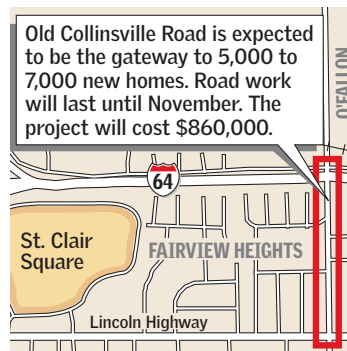 Old Collinsville Road is expected
to be the gateway to 5,000 to
7,000 new homes. Road work
will last until November. The
project will cost $860,000.
O'FALLON
64
St. Clair
Square
FAIRVIEW HEIGHTS
Lincoln Highway